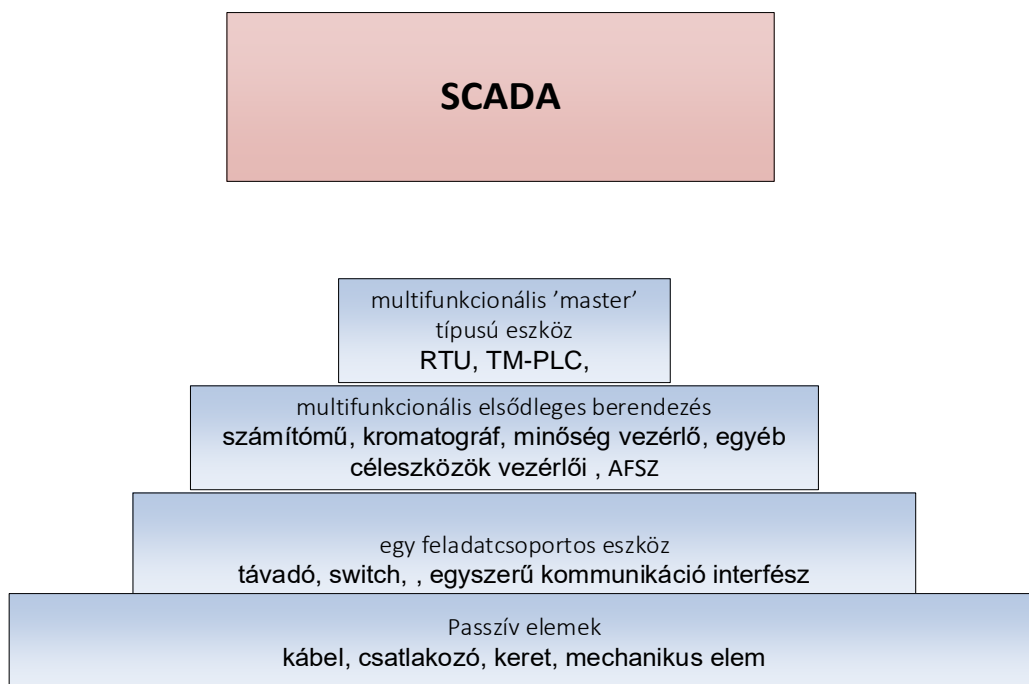 SCADA
multifunkcionális ’master’
típusú eszköz
RTU, TM-PLC,
multifunkcionális elsődleges berendezés
számítómű, kromatográf, minőség vezérlő, egyéb
céleszközök vezérlői , AFSZ
egy feladatcsoportos eszköz
távadó, switch, , egyszerű kommunikáció interfész
Passzív elemek
kábel, csatlakozó, keret, mechanikus elem